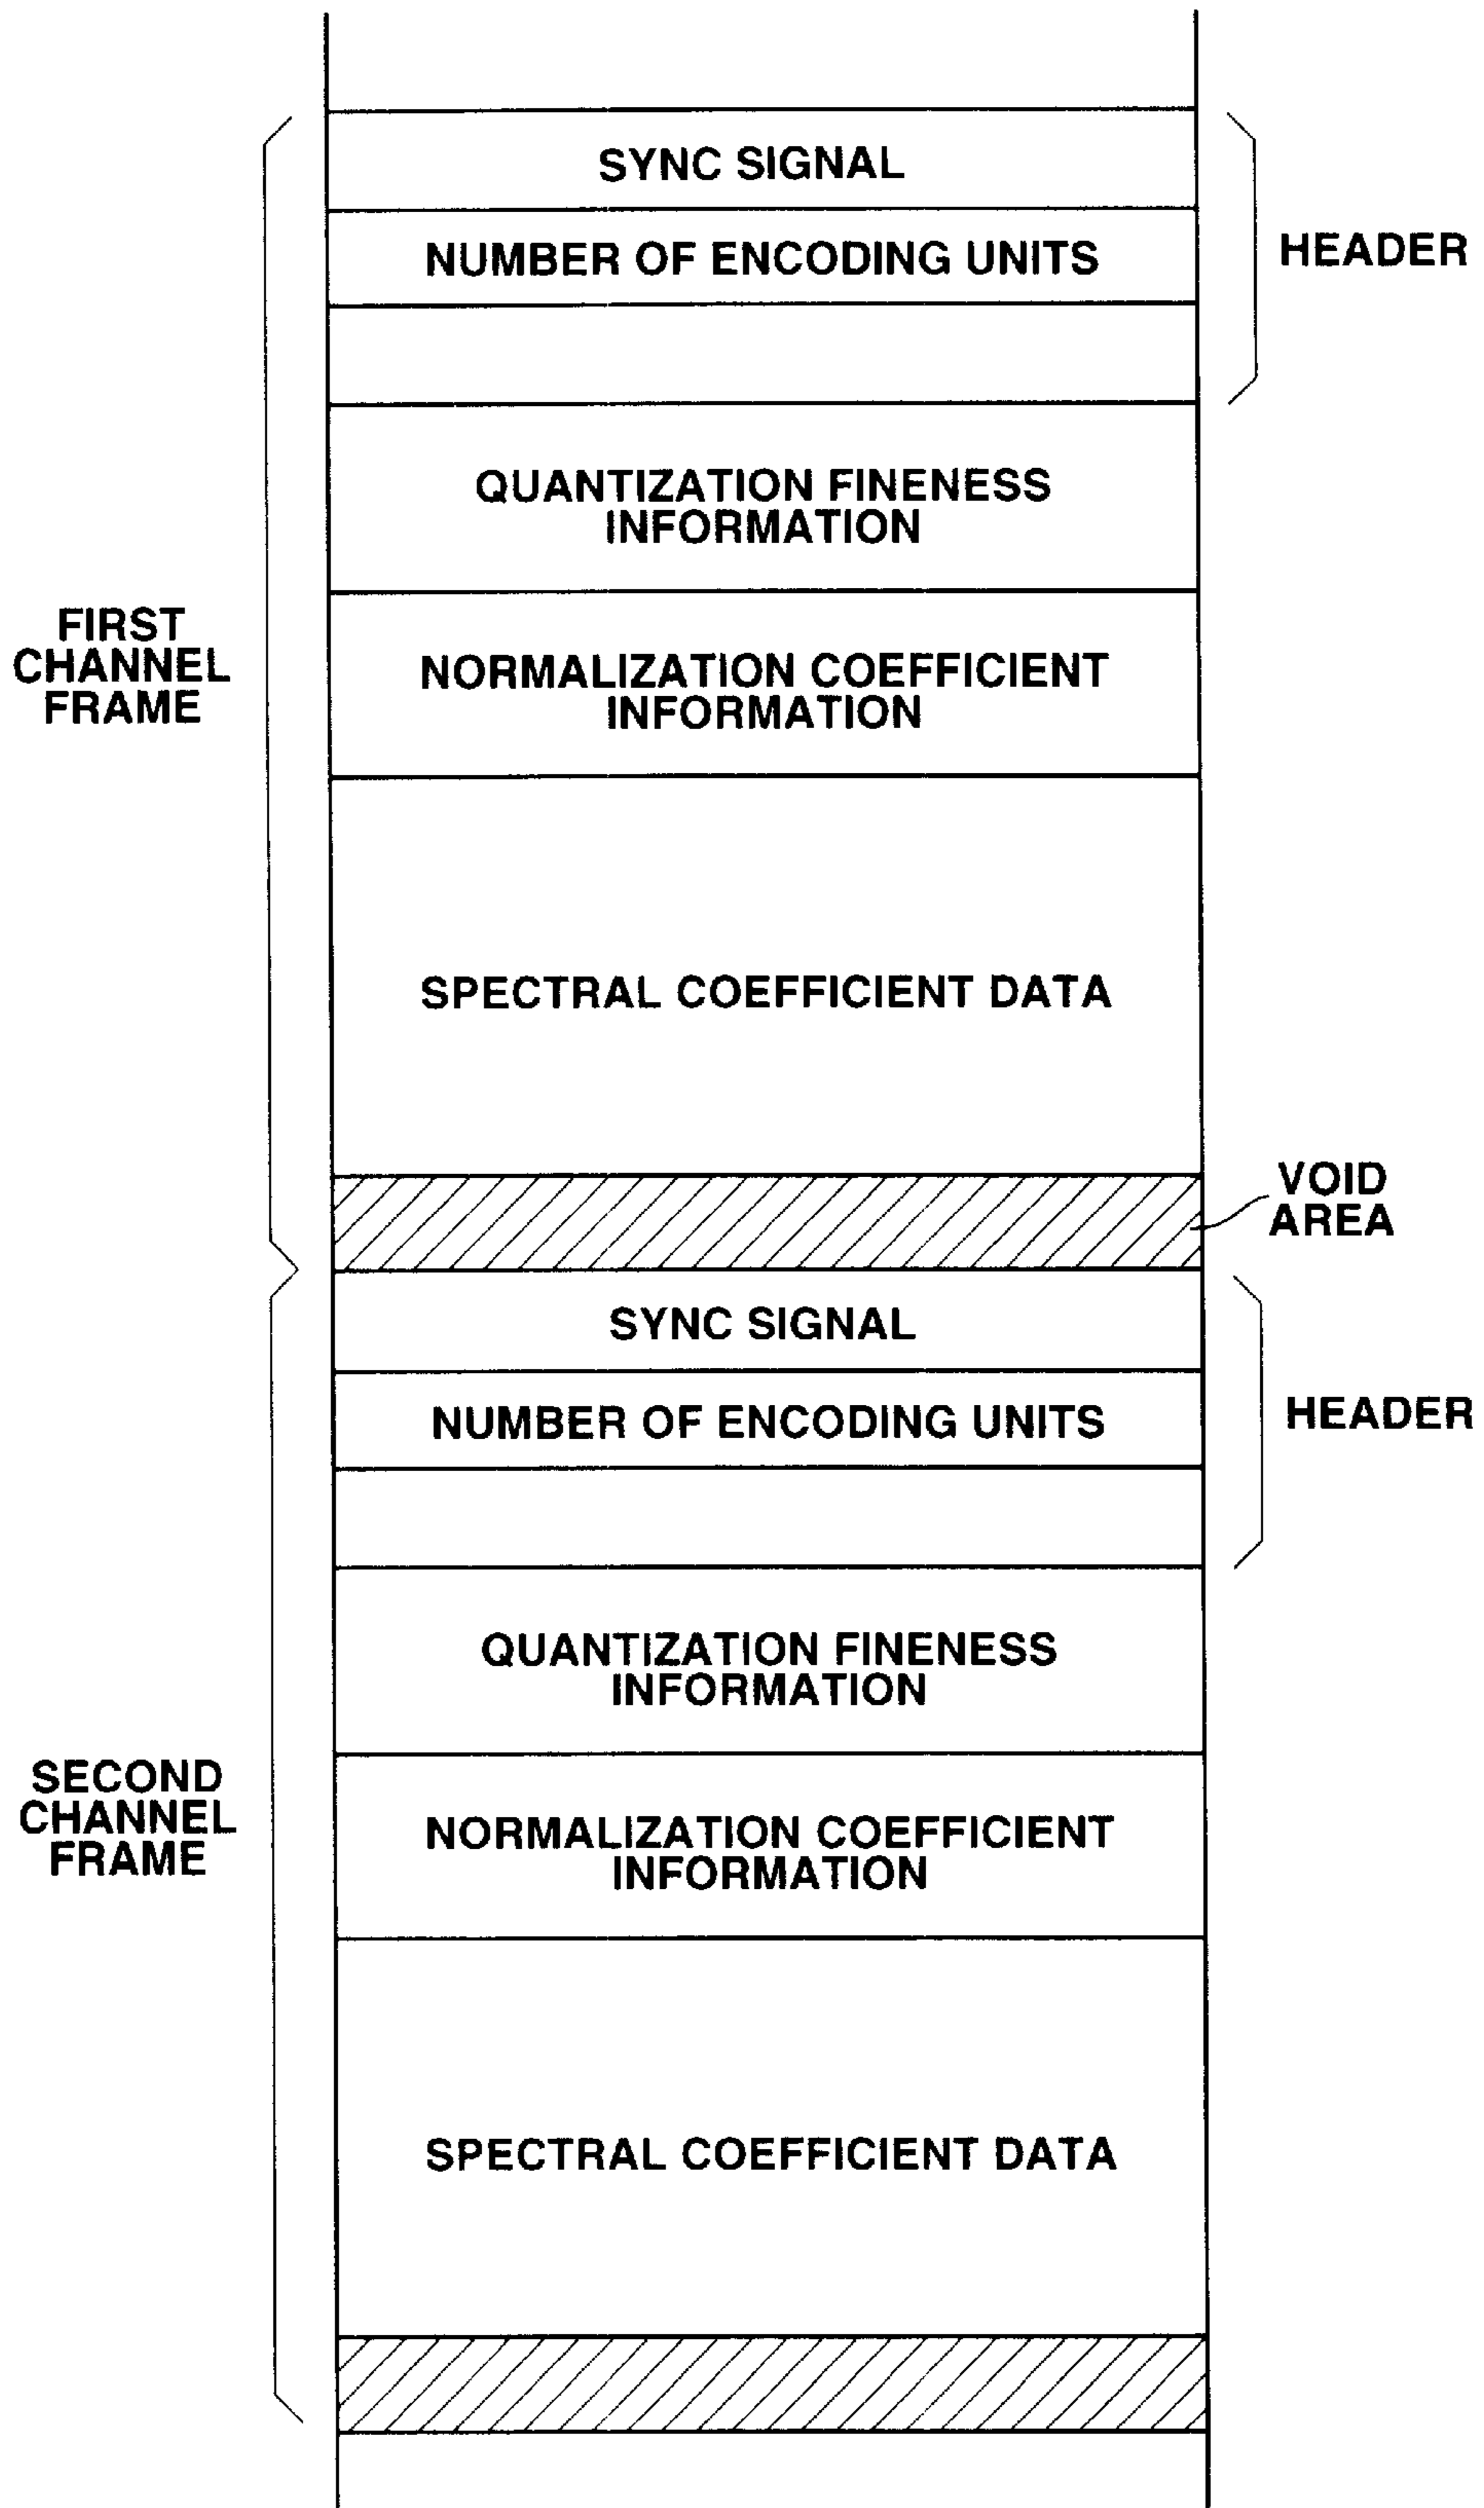 SYNC SIGNAL
NUMBER OF ENCODING UNITS
HEADER
QUANTIZATION FINENESS
INFORMATION
FIRST
CHANNEL
FRAME
NORMALIZATION COEFFICIENT
INFORMATION
SPECTRAL COEFFICIENT DATA
VOID
AREA
SYNC SIGNAL
NUMBER OF ENCODING UNITS
HEADER
QUANTIZATION FINENESS
INFORMATION
SECOND
CHANNEL
FRAME
NORMALIZATION COEFFICIENT
INFORMATION
SPECTRAL COEFFICIENT DATA